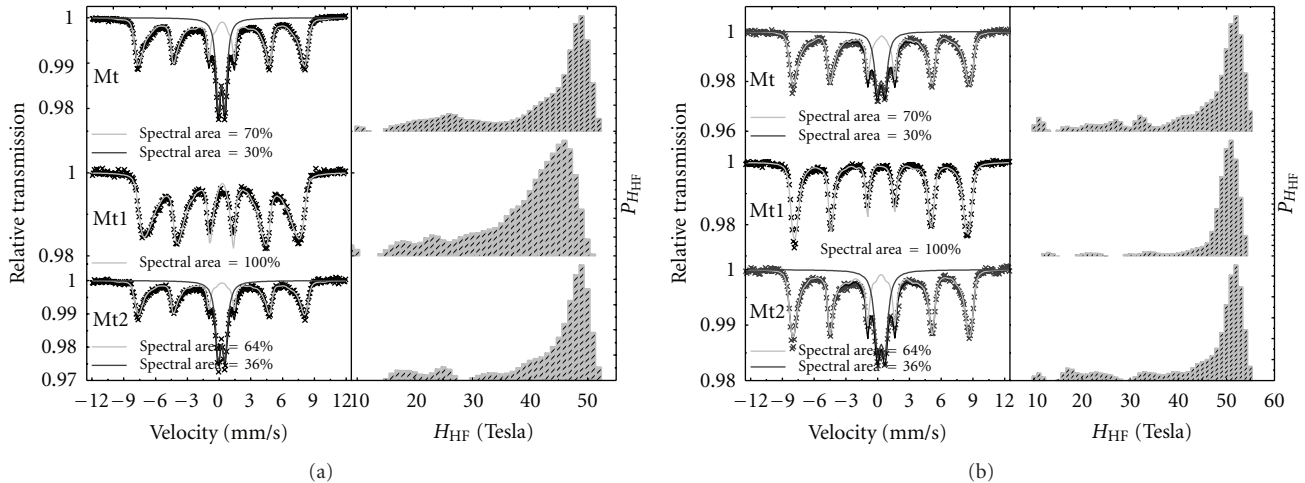 1
0.99
Mt
0.98
Spectral area = 70%
Spectral area = 30%
1
Mt1
0.98
Spectral area = 100%
1
0.99
Mt2
0.98
Spectral area = 64%
Spectral area = 36%
0.97
Relative transmission
−12 −9 −6 −3 0 3 6 9 12
Velocity (mm/s)
10 20 30 40 50
H_HF (Tesla)
P_HHF
(a)
1
0.98
Mt
Spectral area = 70%
0.96
Spectral area = 30%
1
Mt1
0.98
Spectral area = 100%
1
0.99
Mt2
Spectral area = 64%
Spectral area = 36%
0.98
Relative transmission
−12 −9 −6 −3 0 3 6 9 12
Velocity (mm/s)
10 20 30 40 50 60
H_HF (Tesla)
P_HHF
(b)